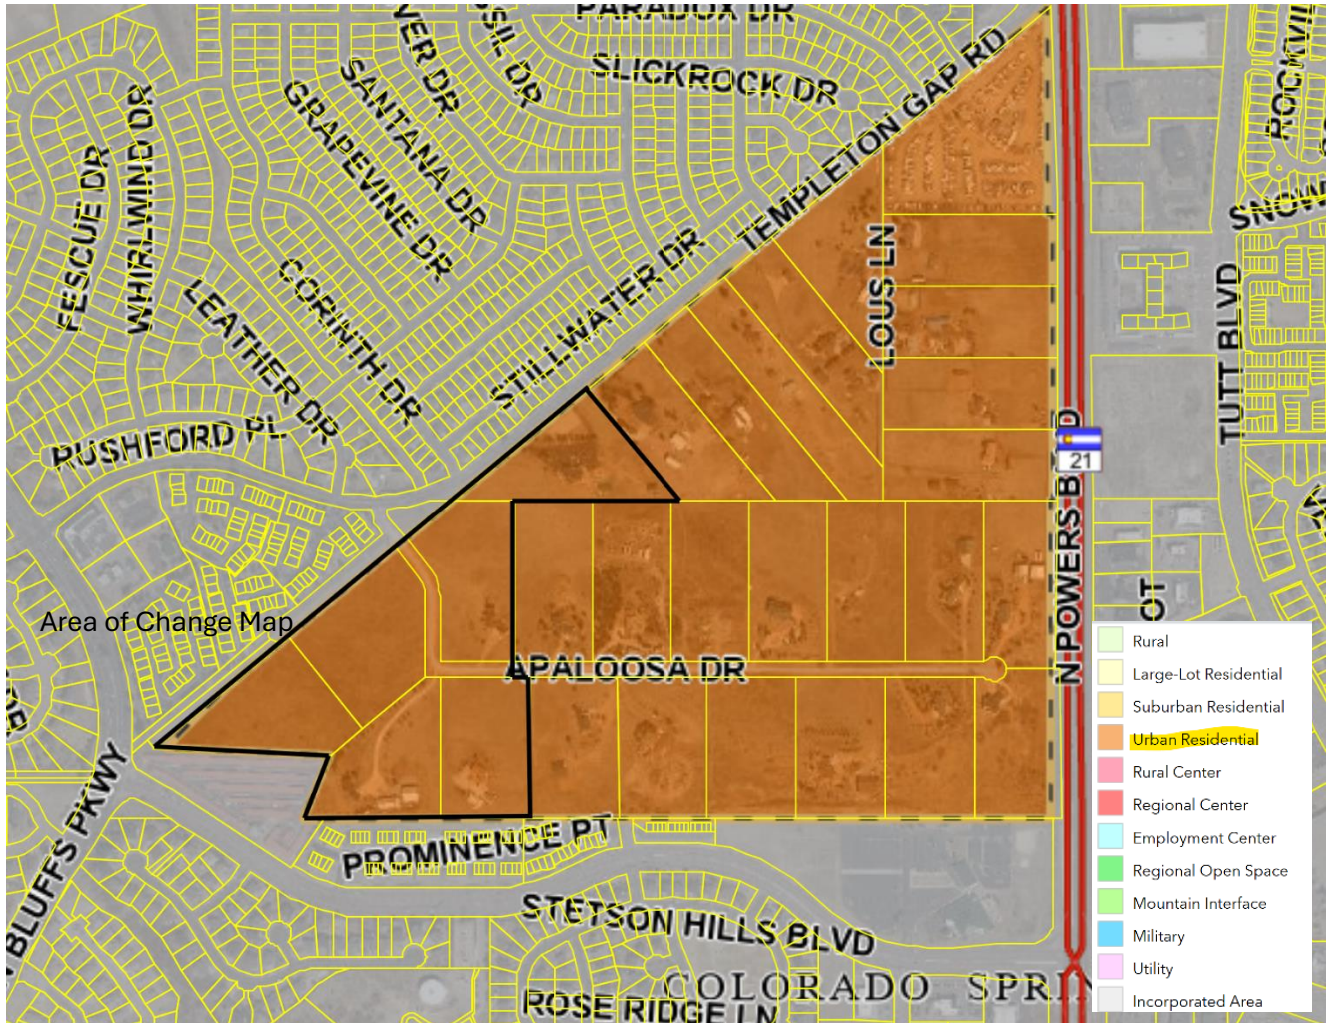 PARADOX DR
SLICKROCK DR
TEMPLETON GAP RD
SANTANA DR
GRAPEVINE DR
FESCUE DR
WHIRLWIND DR
CORINTH DR
LEATHER DR
STILLWATER DR
LOUS LN
TUTT BLVD
RUSHFORD PL
21
Area of Change Map
APALOOSA DR
PROMINENCE PT
STETSON HILLS BLVD
COLORADO SPRIN
ROSE RIDGE LN
BLUFFS PKWY
Rural
Large-Lot Residential
Suburban Residential
Urban Residential
Rural Center
Regional Center
Employment Center
Regional Open Space
Mountain Interface
Military
Utility
Incorporated Area